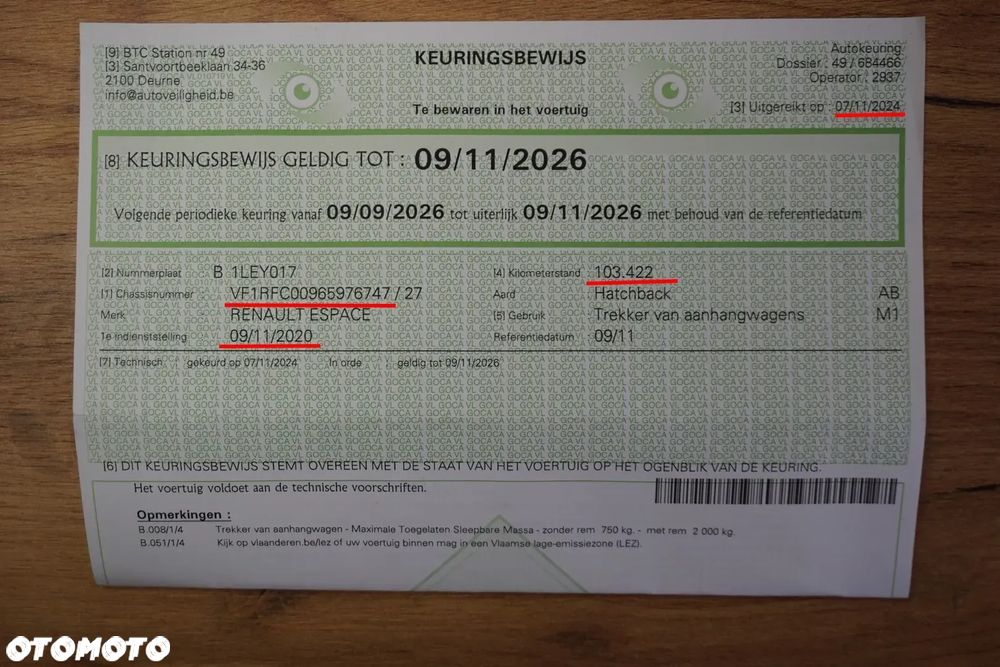 [9] BTC Station nr 49
[3] Santvoortbeeklaan 34-36
2100 Deurne
info@autoveiligheid.be
KEURINGSBEWIJS
Te bewaren in het voertuig
Autokeuring
Dossier : 49 / 684466
Operator : 2937
[3] Uitgereikt op : 07/11/2024
[8] KEURINGSBEWIJS GELDIG TOT : 09/11/2026
Volgende periodieke keuring vanaf 09/09/2026 tot uiterlijk 09/11/2026 met behoud van de referentiedatum
[2] Nummerplaat : B 1LEY017
[4] Kilometerstand : 103.422
[1] Chassisnummer : VF1RFC00965976747 / 27
Aard : Hatchback AB
Merk : RENAULT ESPACE
[5] Gebruik : Trekker van aanhangwagens M1
1e indienststelling : 09/11/2020
Referentiedatum : 09/11
[7] Technisch : gekeurd op 07/11/2024 In orde geldig tot 09/11/2026
[6] DIT KEURINGSBEWIJS STEMT OVEREEN MET DE STAAT VAN HET VOERTUIG OP HET OGENBLIK VAN DE KEURING.
Het voertuig voldoet aan de technische voorschriften.
Opmerkingen :
B.008/1/4 Trekker van aanhangwagen - Maximale Toegelaten Sleepbare Massa - zonder rem 750 kg. - met rem 2 000 kg.
B.051/1/4 Kijk op vlaanderen.be/lez of uw voertuig binnen mag in een Vlaamse lage-emissiezone (LEZ).
OTOMOTO